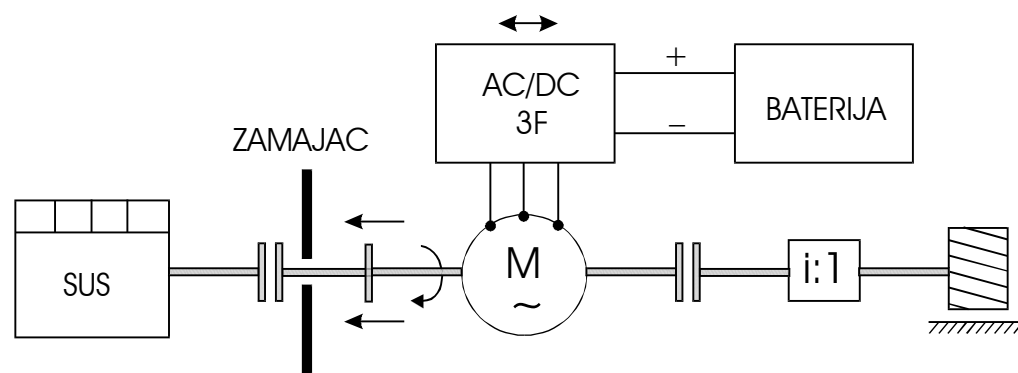 AC/DC
3F
+
−
BATERIJA
ZAMAJAC
SUS
M
~
i:1